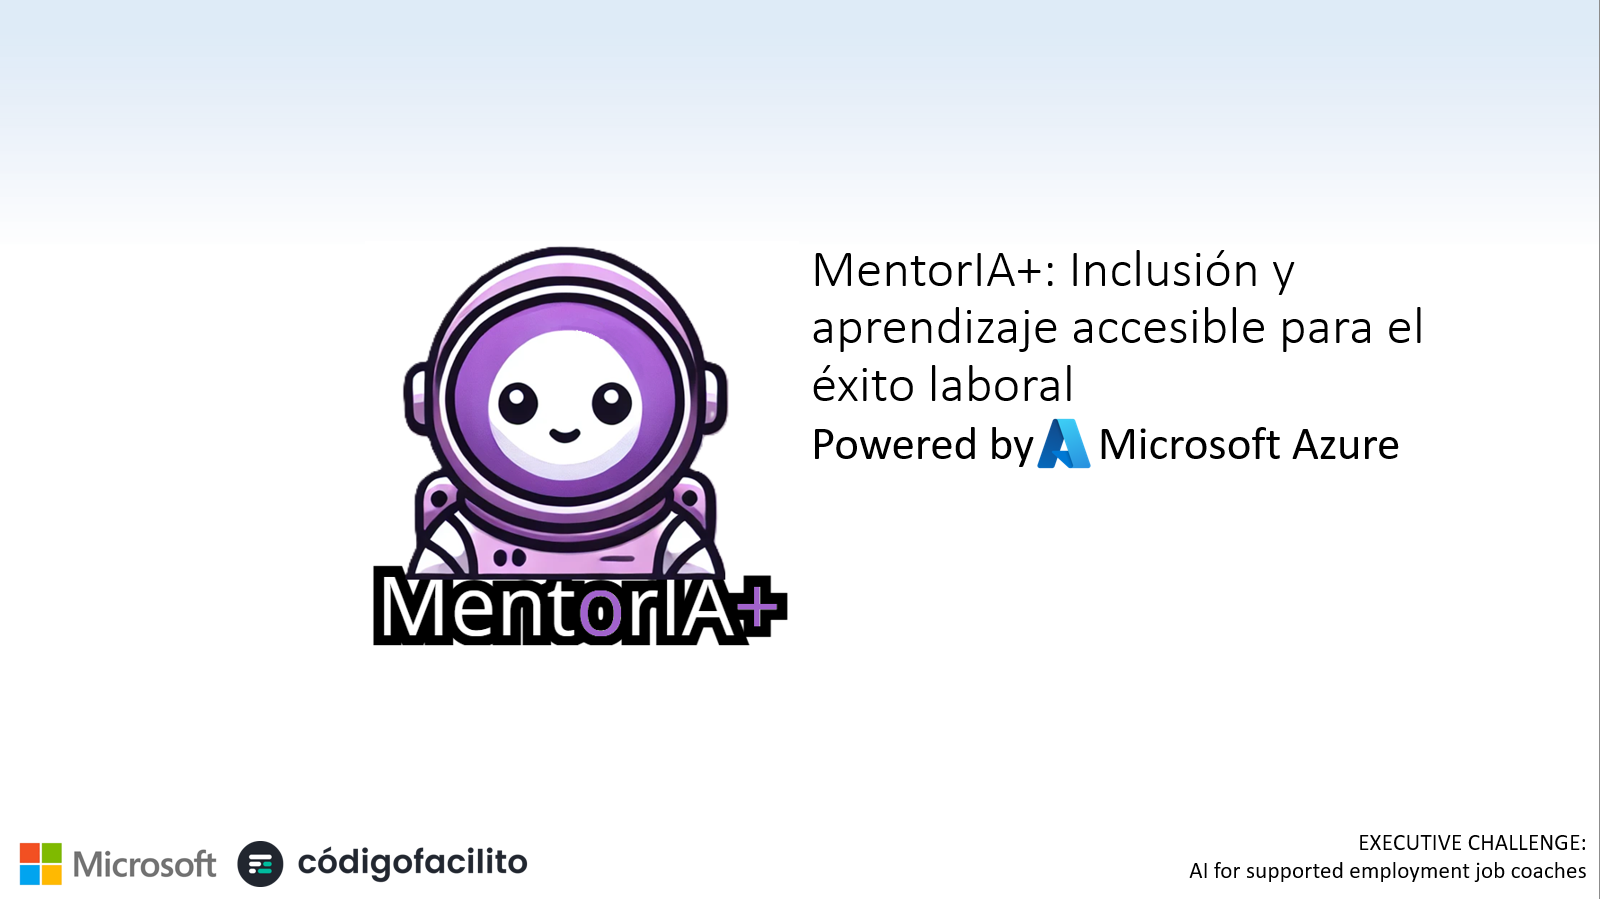 MentorIA+: Inclusión y
aprendizaje accesible para el
éxito laboral
Powered by Microsoft Azure
MentorIA+
Microsoft
códigofacilito
EXECUTIVE CHALLENGE:
AI for supported employment job coaches